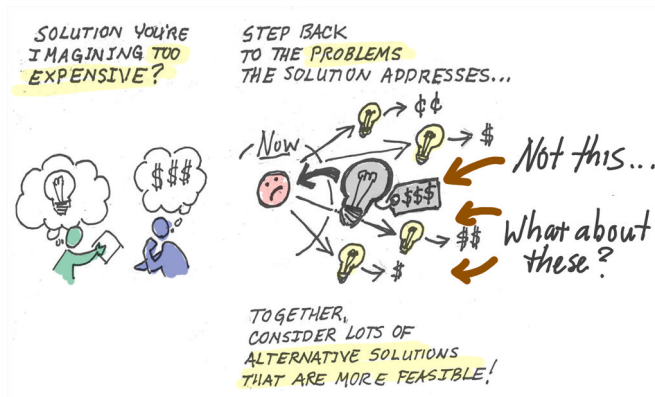 SOLUTION YOU'RE
IMAGINING TOO
EXPENSIVE?
STEP BACK
TO THE PROBLEMS
THE SOLUTION ADDRESSES...
$$$
NOW
¢¢
$
$$$
$$
$
Not this...
What about
these?
TOGETHER,
CONSIDER LOTS OF
ALTERNATIVE SOLUTIONS
THAT ARE MORE FEASIBLE!